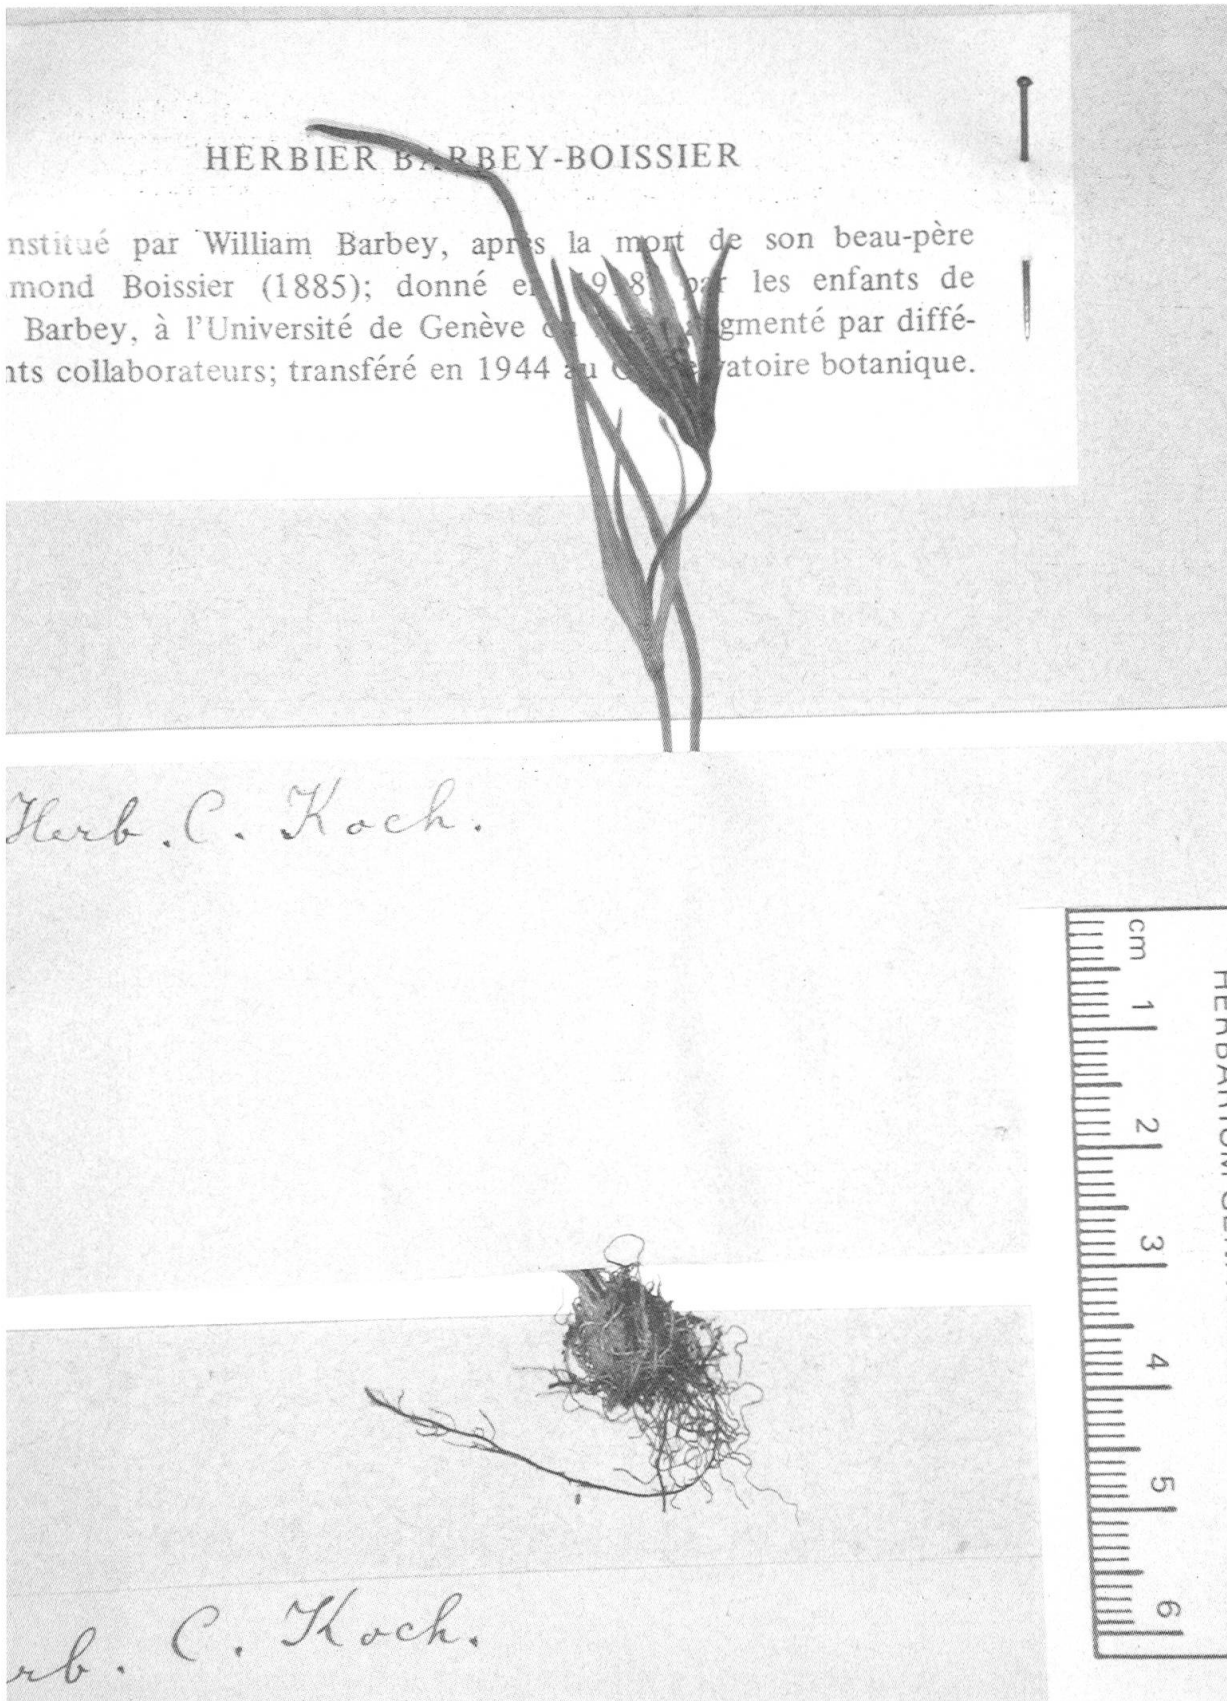 HERBIER BARBEY-BOISSIER
nstitué par William Barbey, après la mort de son beau-père
mond Boissier (1885); donné par les enfants de
Barbey, à l'Université de Genève augmenté par diffé-
nts collaborateurs; transféré en 1944 au Conservatoire botanique.
Herb. C. Koch.
cm
1
2
3
4
5
6
HERBARIUM
rb. C. Koch.